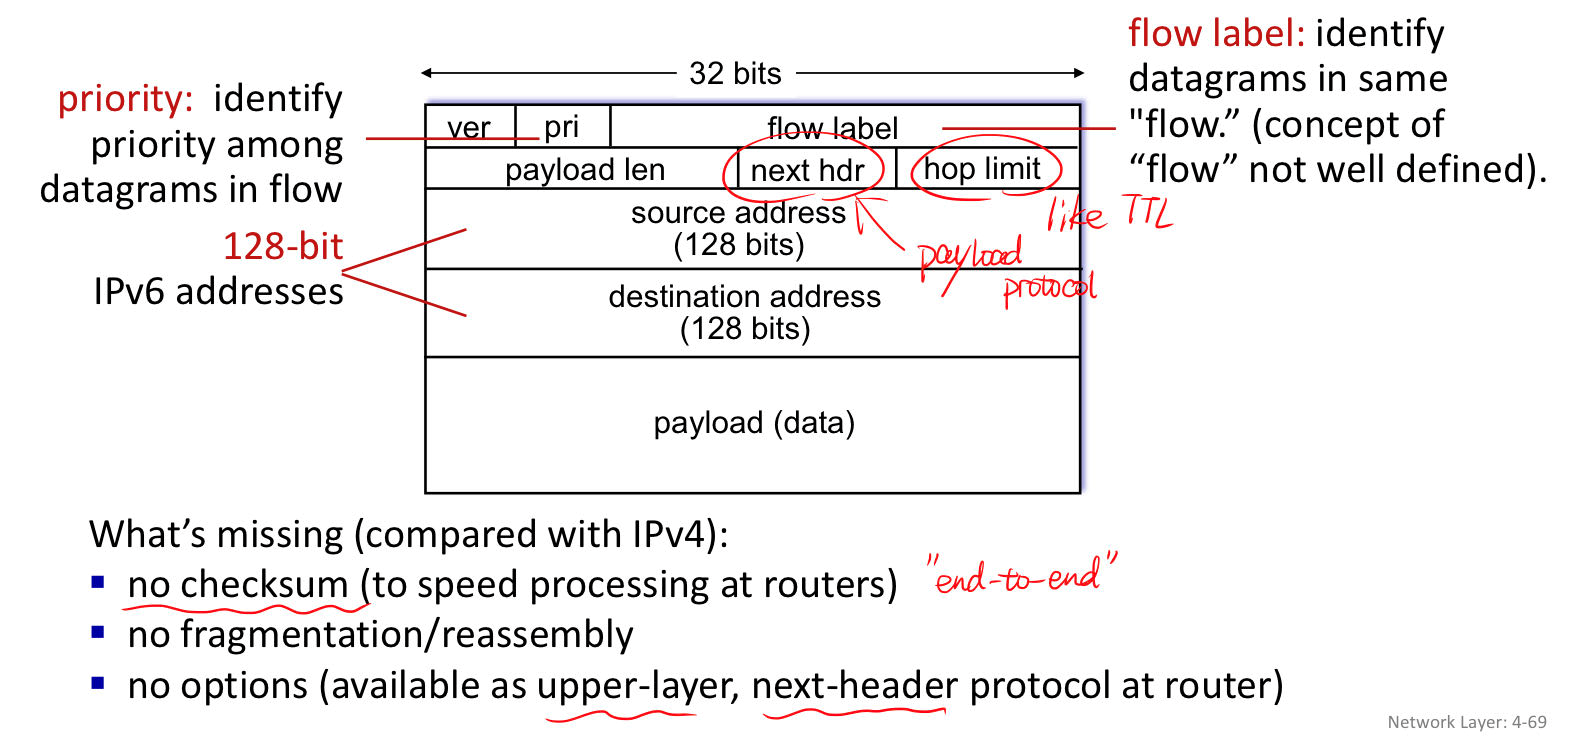 flow label: identify
datagrams in same
"flow.” (concept of
“flow” not well defined).
32 bits
priority: identify
priority among
datagrams in flow
128-bit
IPv6 addresses
ver pri flow label
payload len next hdr hop limit
source address
(128 bits)
like TTL
payload
protocol
destination address
(128 bits)
payload (data)
What’s missing (compared with IPv4):
no checksum (to speed processing at routers) "end-to-end"
no fragmentation/reassembly
no options (available as upper-layer, next-header protocol at router)
Network Layer: 4-69